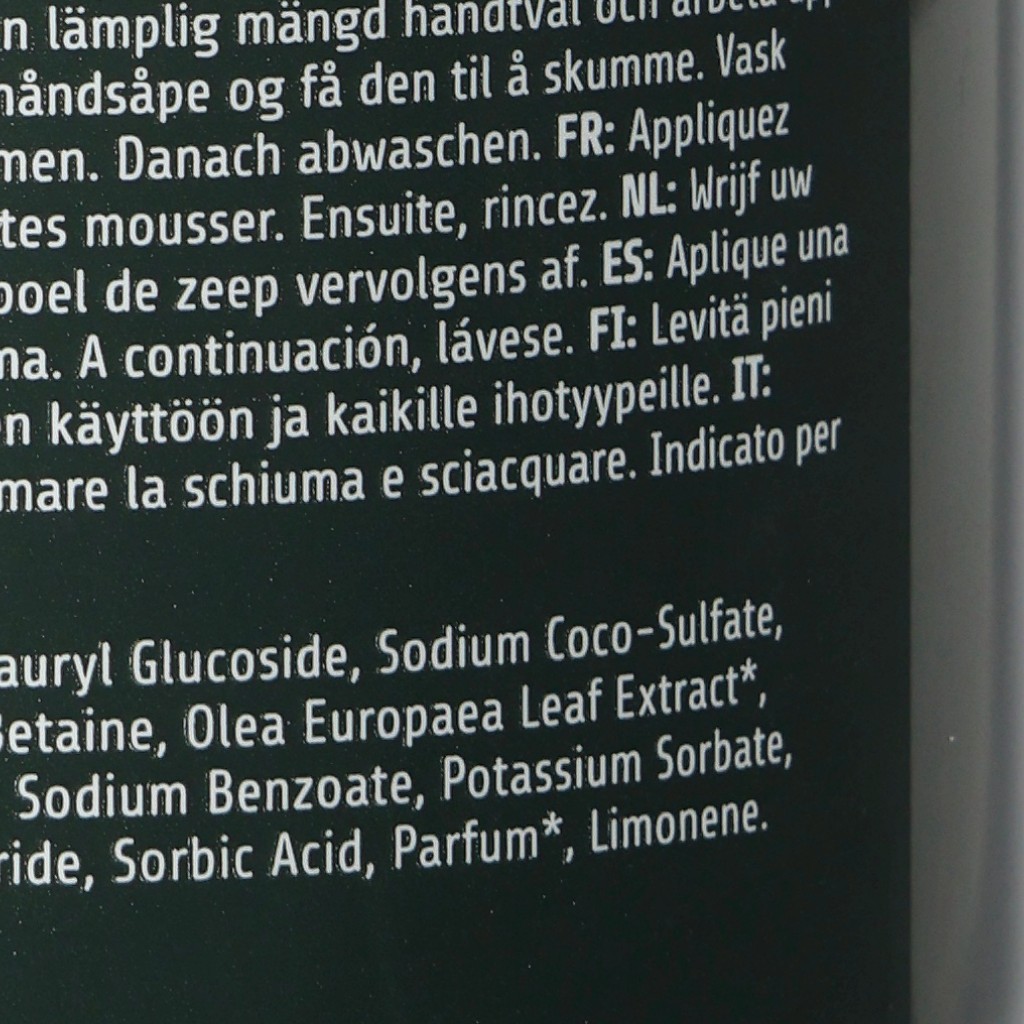 n lämplig mängd handtvål och arbeta
håndsåpe og få den til å skumme. Vask
men. Danach abwaschen. FR: Appliquez
tes mousser. Ensuite, rincez. NL: Wrijf uw
poel de zeep vervolgens af. ES: Aplique una
ma. A continuación, lávese. FI: Levitä pieni
n käyttöön ja kaikille ihotyypeille. IT:
mare la schiuma e sciacquare. Indicato per
auryl Glucoside, Sodium Coco-Sulfate,
Betaine, Olea Europaea Leaf Extract*,
Sodium Benzoate, Potassium Sorbate,
ride, Sorbic Acid, Parfum*, Limonene.